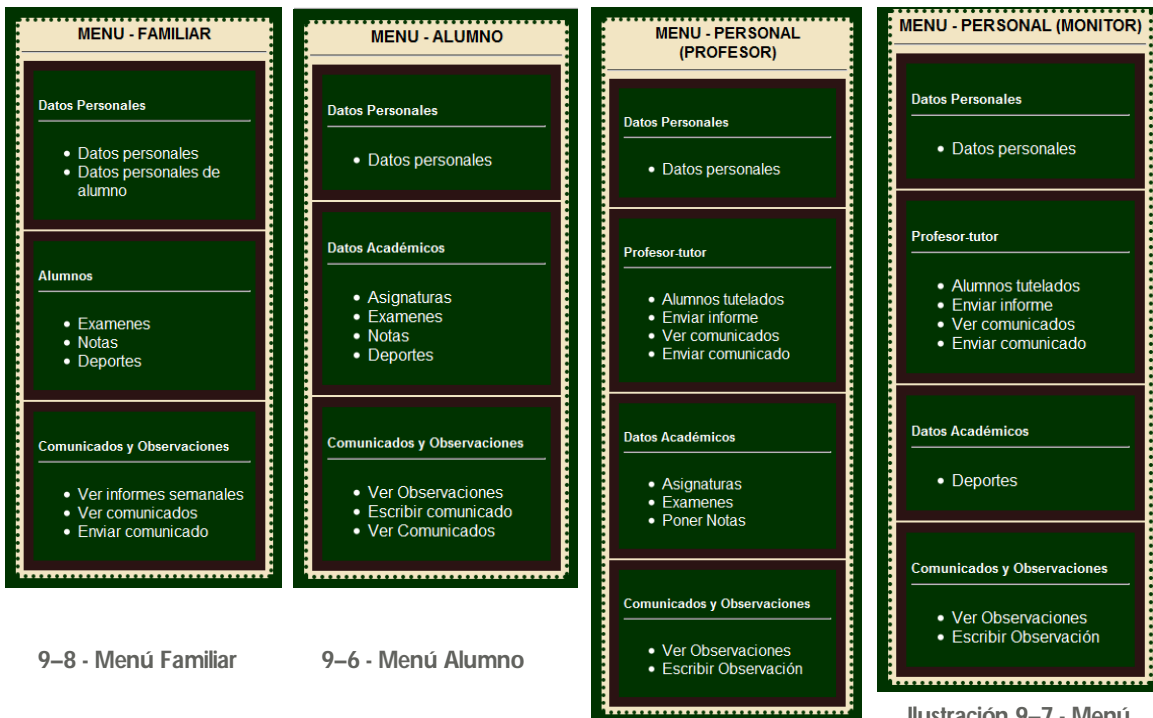 MENU - FAMILIAR
Datos Personales
Datos personales
Datos personales de
alumno
Alumnos
Examenes
Notas
Deportes
Comunicados y Observaciones
Ver informes semanales
Ver comunicados
Enviar comunicado
9–8 - Menú Familiar
MENU - ALUMNO
Datos Personales
Datos personales
Datos Académicos
Asignaturas
Examenes
Notas
Deportes
Comunicados y Observaciones
Ver Observaciones
Escribir comunicado
Ver Comunicados
9–6 - Menú Alumno
MENU - PERSONAL
(PROFESOR)
Datos Personales
Datos personales
Profesor-tutor
Alumnos tutelados
Enviar informe
Ver comunicados
Enviar comunicado
Datos Académicos
Asignaturas
Examenes
Poner Notas
Comunicados y Observaciones
Ver Observaciones
Escribir Observación
MENU - PERSONAL (MONITOR)
Datos Personales
Datos personales
Profesor-tutor
Alumnos tutelados
Enviar informe
Ver comunicados
Enviar comunicado
Datos Académicos
Deportes
Comunicados y Observaciones
Ver Observaciones
Escribir Observación
Ilustración 9–7 - Menú